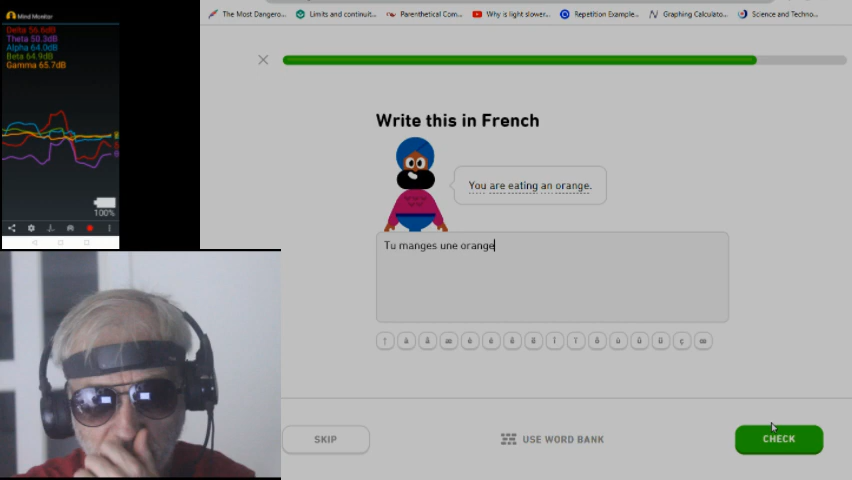 Mind Monitor
Delta 56.6dB
Theta 50.3dB
Alpha 64.0dB
Beta 64.9dB
Gamma 65.7dB
100%
The Most Dangero...
Limits and continuit...
Parenthetical Com...
Why is light slower...
Repetition Example...
Graphing Calculato...
Science and Techno...
Write this in French
You are eating an orange.
Tu manges une orange
SKIP
USE WORD BANK
CHECK